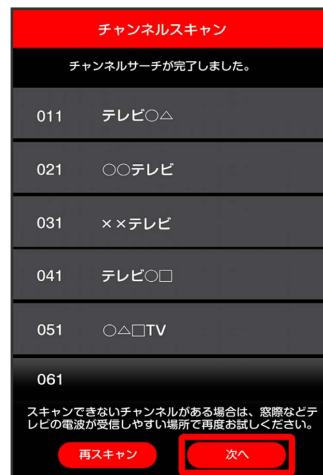 チャンネルスキャン
チャンネルサーチが完了しました。
011 テレビ○△
021 ○○テレビ
031 ××テレビ
041 テレビ○□
051 ○△□TV
061
スキャンできないチャンネルがある場合は、窓際などテ
レビの電波が受信しやすい場所で再度お試しください。
再スキャン 次へ